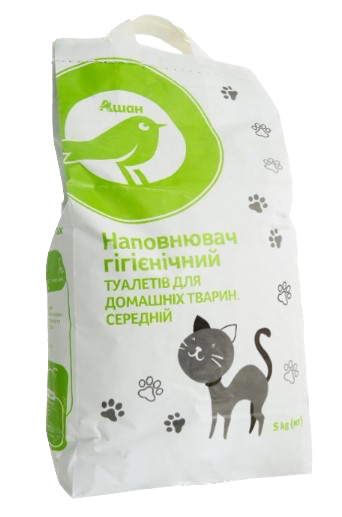 Ашан
Наповнювач
гігієнічний
ТУАЛЕТІВ ДЛЯ
ДОМАШНІХ ТВАРИН.
СЕРЕДНІЙ
5 kg (кг)